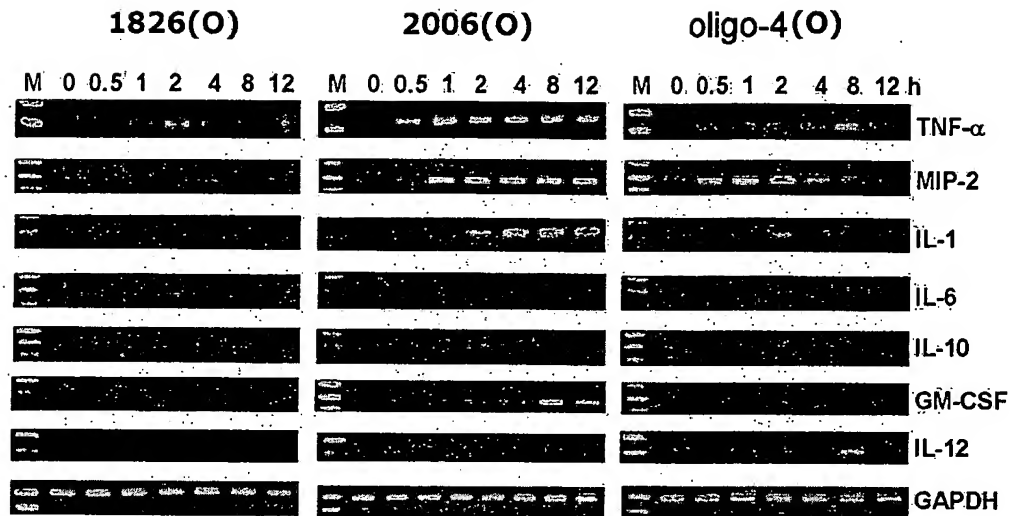 1826(O) 2006(O) oligo-4(O)
M 0 0.5 1 2 4 8 12 M 0 0.5 1 2 4 8 12 M 0 0.5 1 2 4 8 12 h
TNF-α
MIP-2
IL-1
IL-6
IL-10
GM-CSF
IL-12
GAPDH